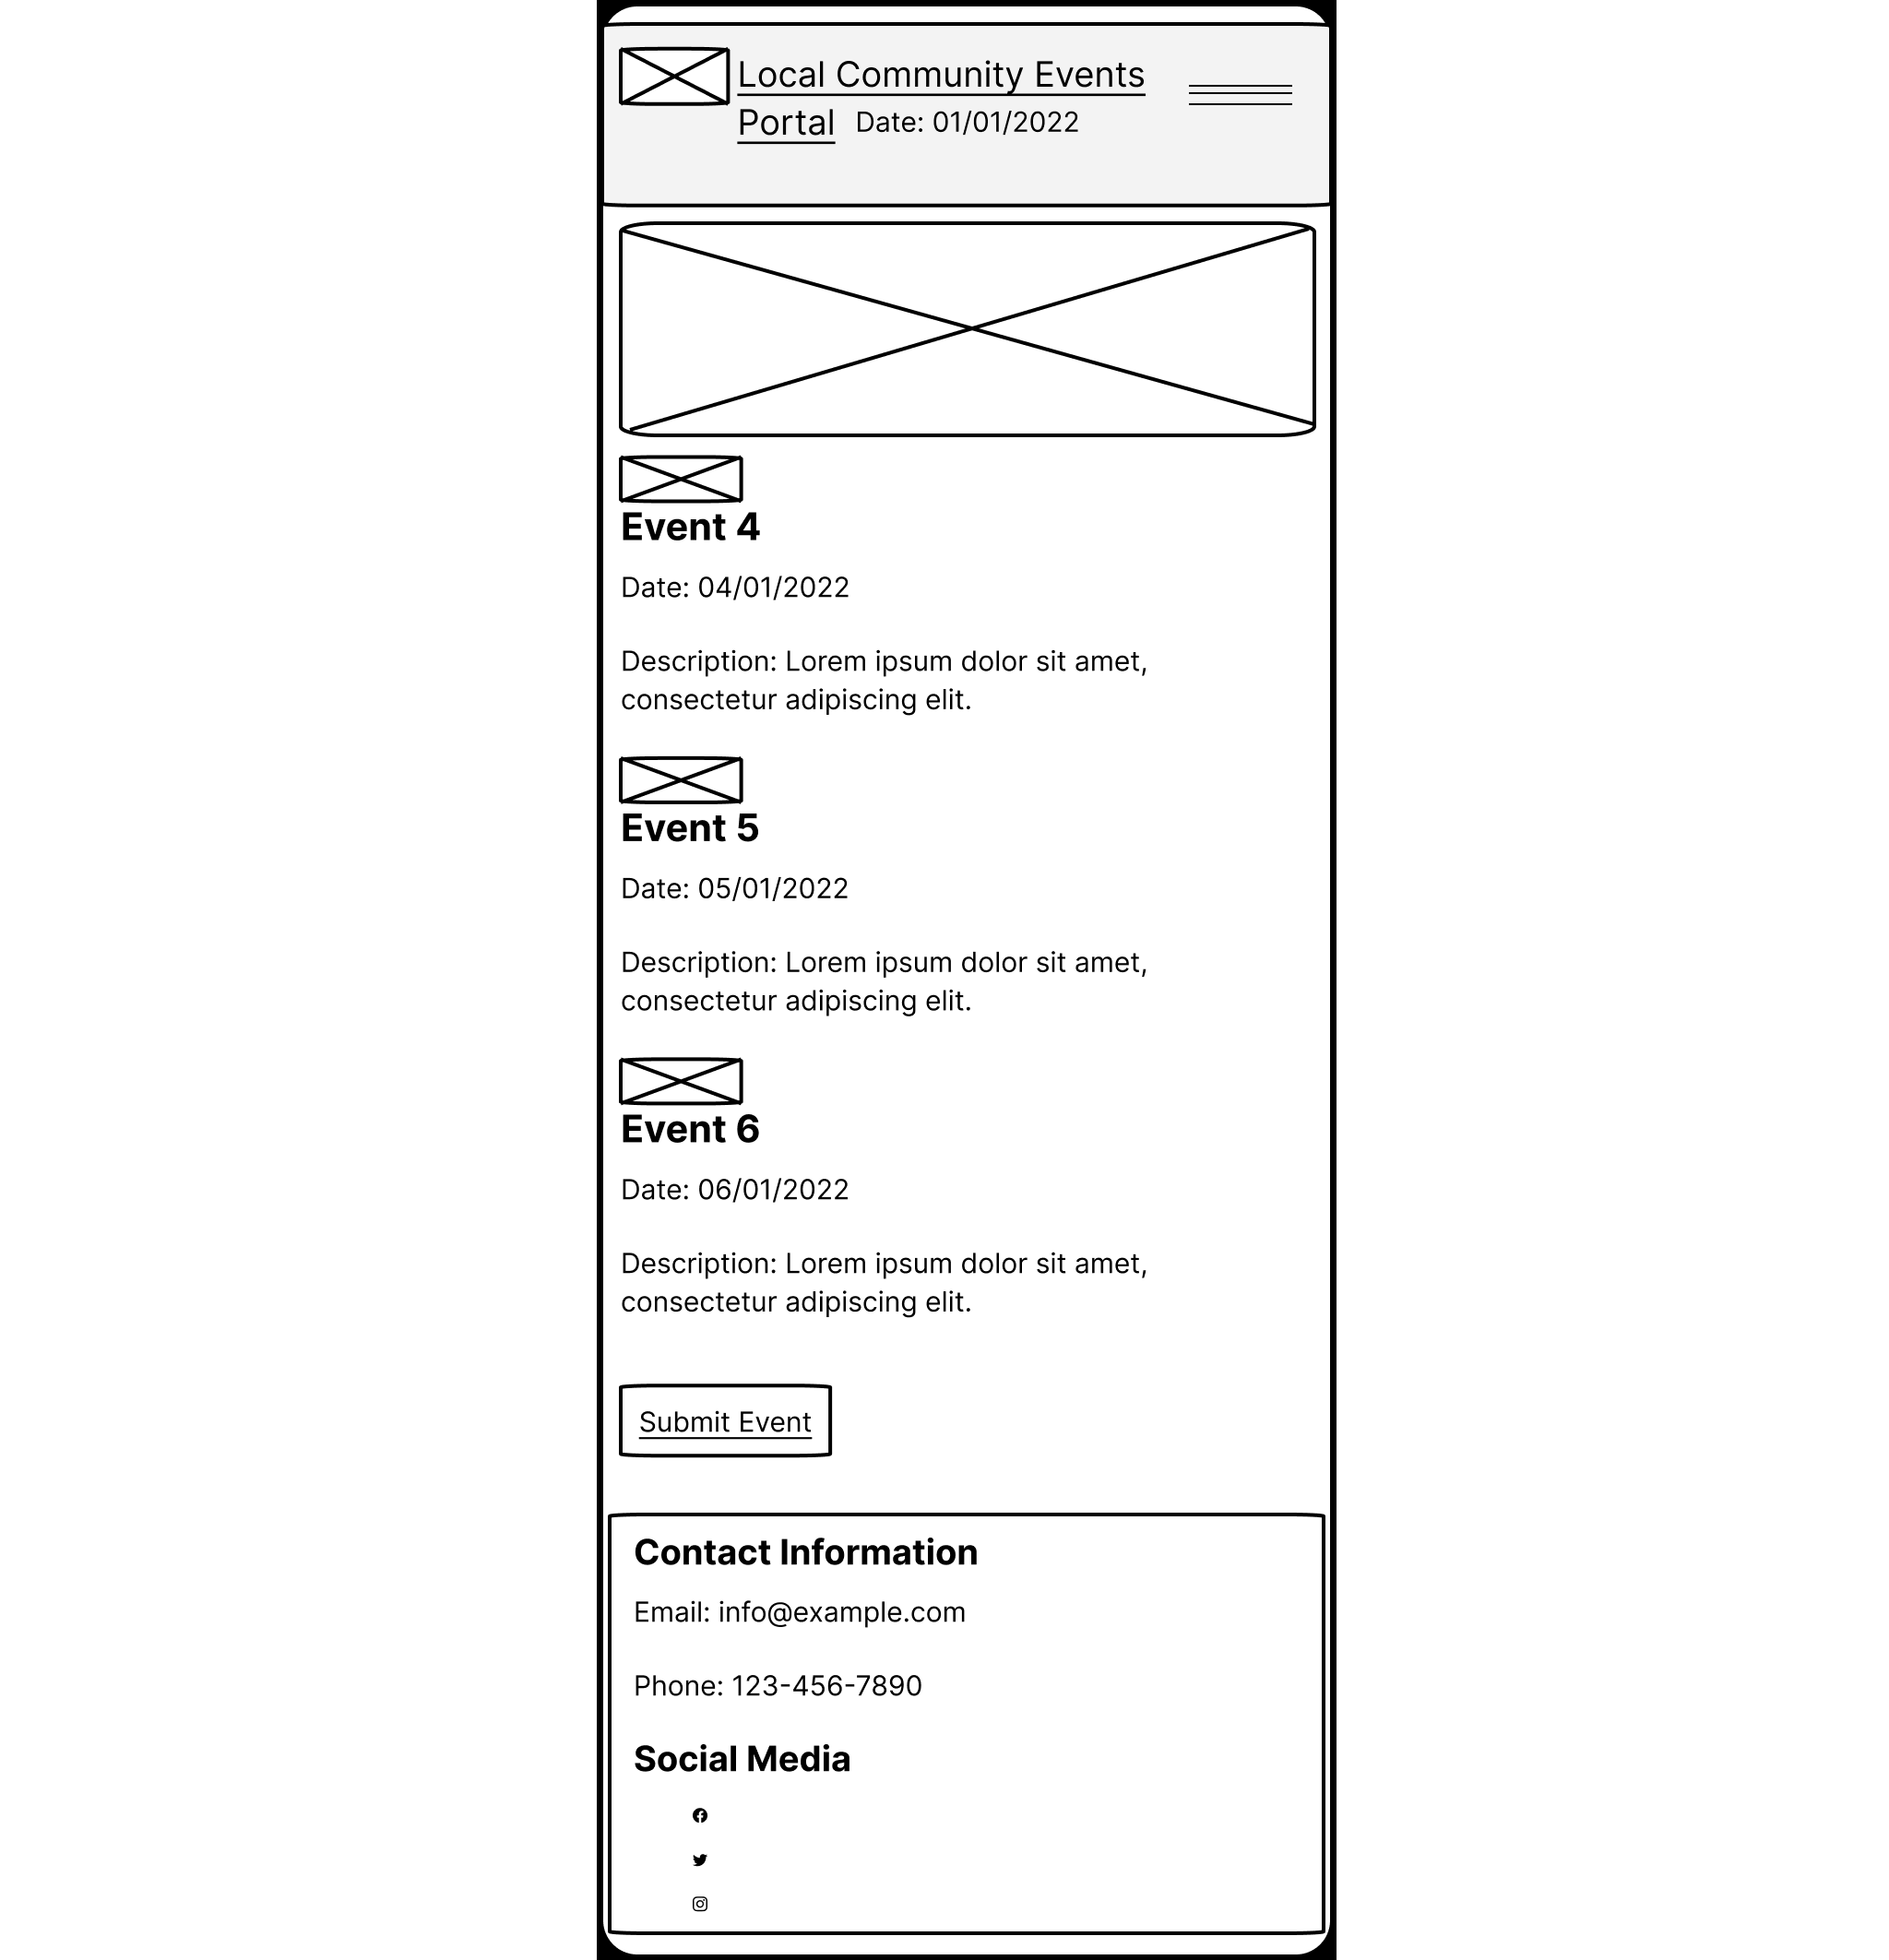 Local Community Events
Portal Date: 01/01/2022
Event 4
Date: 04/01/2022
Description: Lorem ipsum dolor sit amet,
consectetur adipiscing elit.
Event 5
Date: 05/01/2022
Description: Lorem ipsum dolor sit amet,
consectetur adipiscing elit.
Event 6
Date: 06/01/2022
Description: Lorem ipsum dolor sit amet,
consectetur adipiscing elit.
Submit Event
Contact Information
Email: info@example.com
Phone: 123-456-7890
Social Media